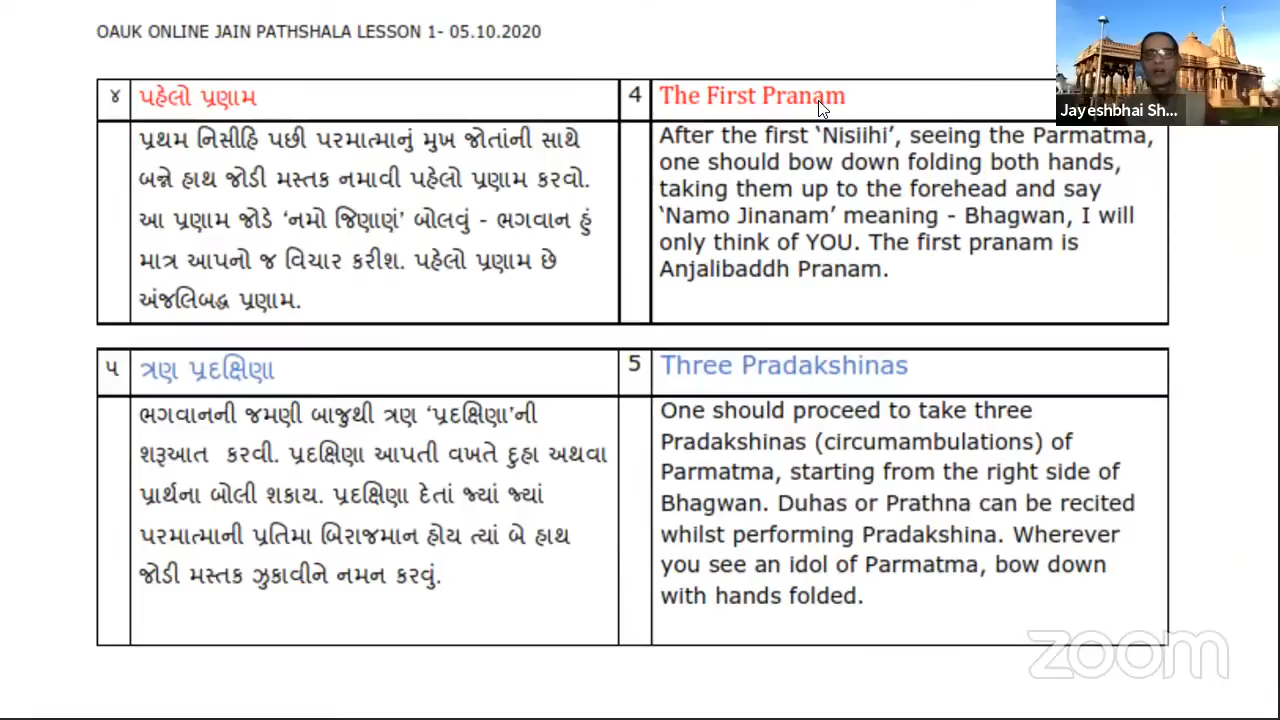 OAUK ONLINE JAIN PATHSHALA LESSON 1- 05.10.2020
Jayeshbhai Sh...
૪ પહેલો પ્રણામ
પ્રથમ નિસીહિ પછી પરમાત્માનું મુખ જોતાંની સાથે
બન્ને હાથ જોડી મસ્તક નમાવી પહેલો પ્રણામ કરવો.
આ પ્રણામ જોડે ‘નમો જિણાણં’ બોલવું - ભગવાન હું
માત્ર આપનો જ વિચાર કરીશ. પહેલો પ્રણામ છે
અંજલિબદ્ધ પ્રણામ.
4 The First Pranam
After the first ‘Nisiihi’, seeing the Parmatma,
one should bow down folding both hands,
taking them up to the forehead and say
‘Namo Jinanam’ meaning - Bhagwan, I will
only think of YOU. The first pranam is
Anjalibaddh Pranam.
૫ ત્રણ પ્રદક્ષિણા
ભગવાનની જમણી બાજુથી ત્રણ ‘પ્રદક્ષિણા’ની
શરૂઆત કરવી. પ્રદક્ષિણા આપતી વખતે દુહા અથવા
પ્રાર્થના બોલી શકાય. પ્રદક્ષિણા દેતાં જ્યાં જ્યાં
પરમાત્માની પ્રતિમા બિરાજમાન હોય ત્યાં બે હાથ
જોડી મસ્તક ઝુકાવીને નમન કરવું.
5 Three Pradakshinas
One should proceed to take three
Pradakshinas (circumambulations) of
Parmatma, starting from the right side of
Bhagwan. Duhas or Prathna can be recited
whilst performing Pradakshina. Wherever
you see an idol of Parmatma, bow down
with hands folded.
zoom